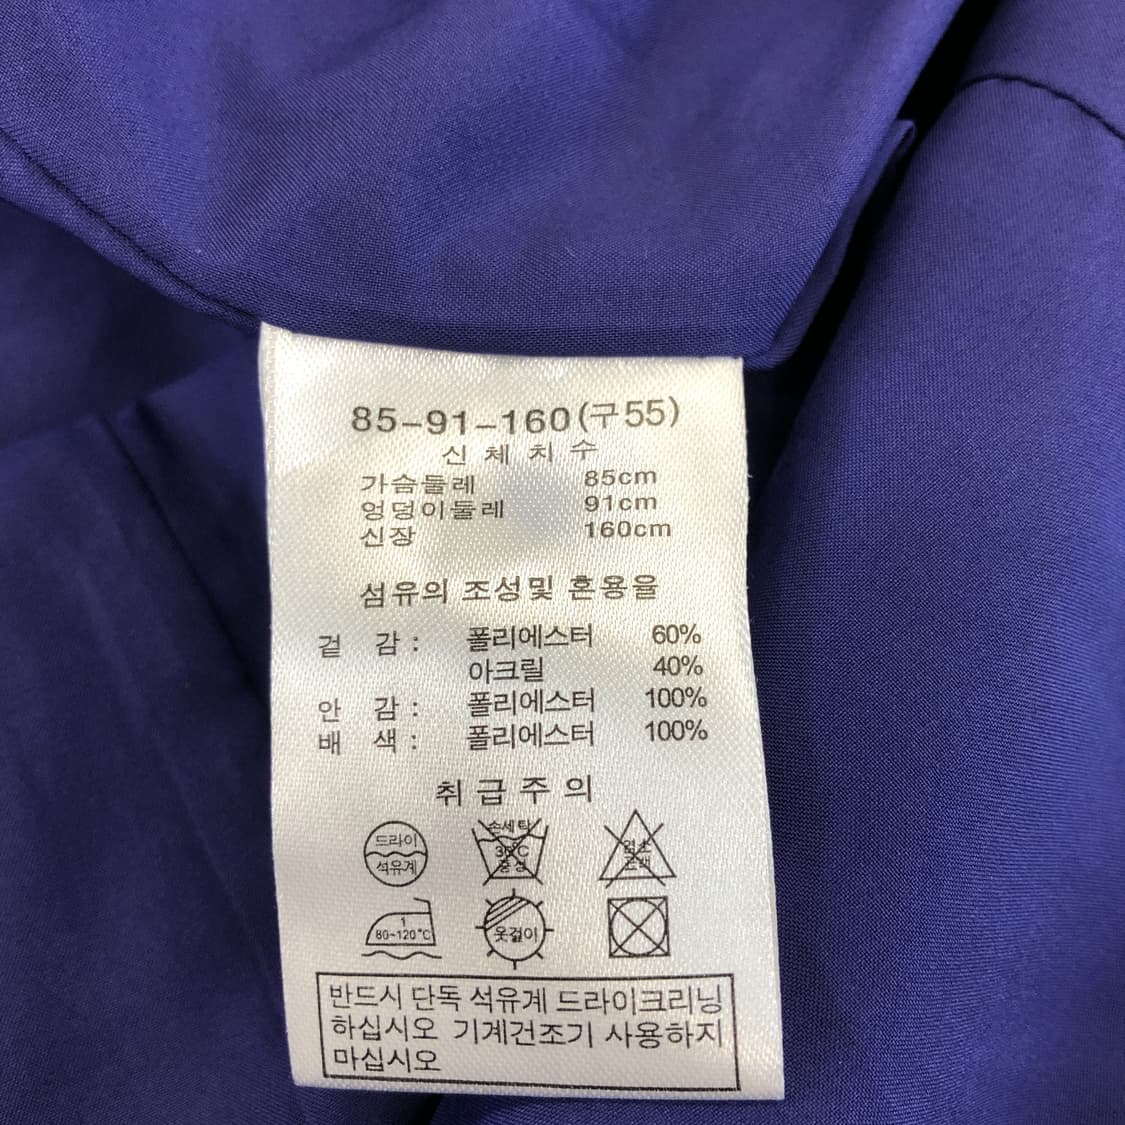 85-91-160(구55)
신 체 치 수
가슴둘레 85cm
엉덩이둘레 91cm
신장 160cm
섬유의 조성및 혼용율
겉 감 : 폴리에스터 60%
아크릴 40%
안 감 : 폴리에스터 100%
배 색 : 폴리에스터 100%
취 급 주 의
드라이
석유계
손세탁
30°C
중성
염소
표백
1
80~120°C
옷걸이
반드시 단독 석유계 드라이크리닝
하십시오 기계건조기 사용하지
마십시오